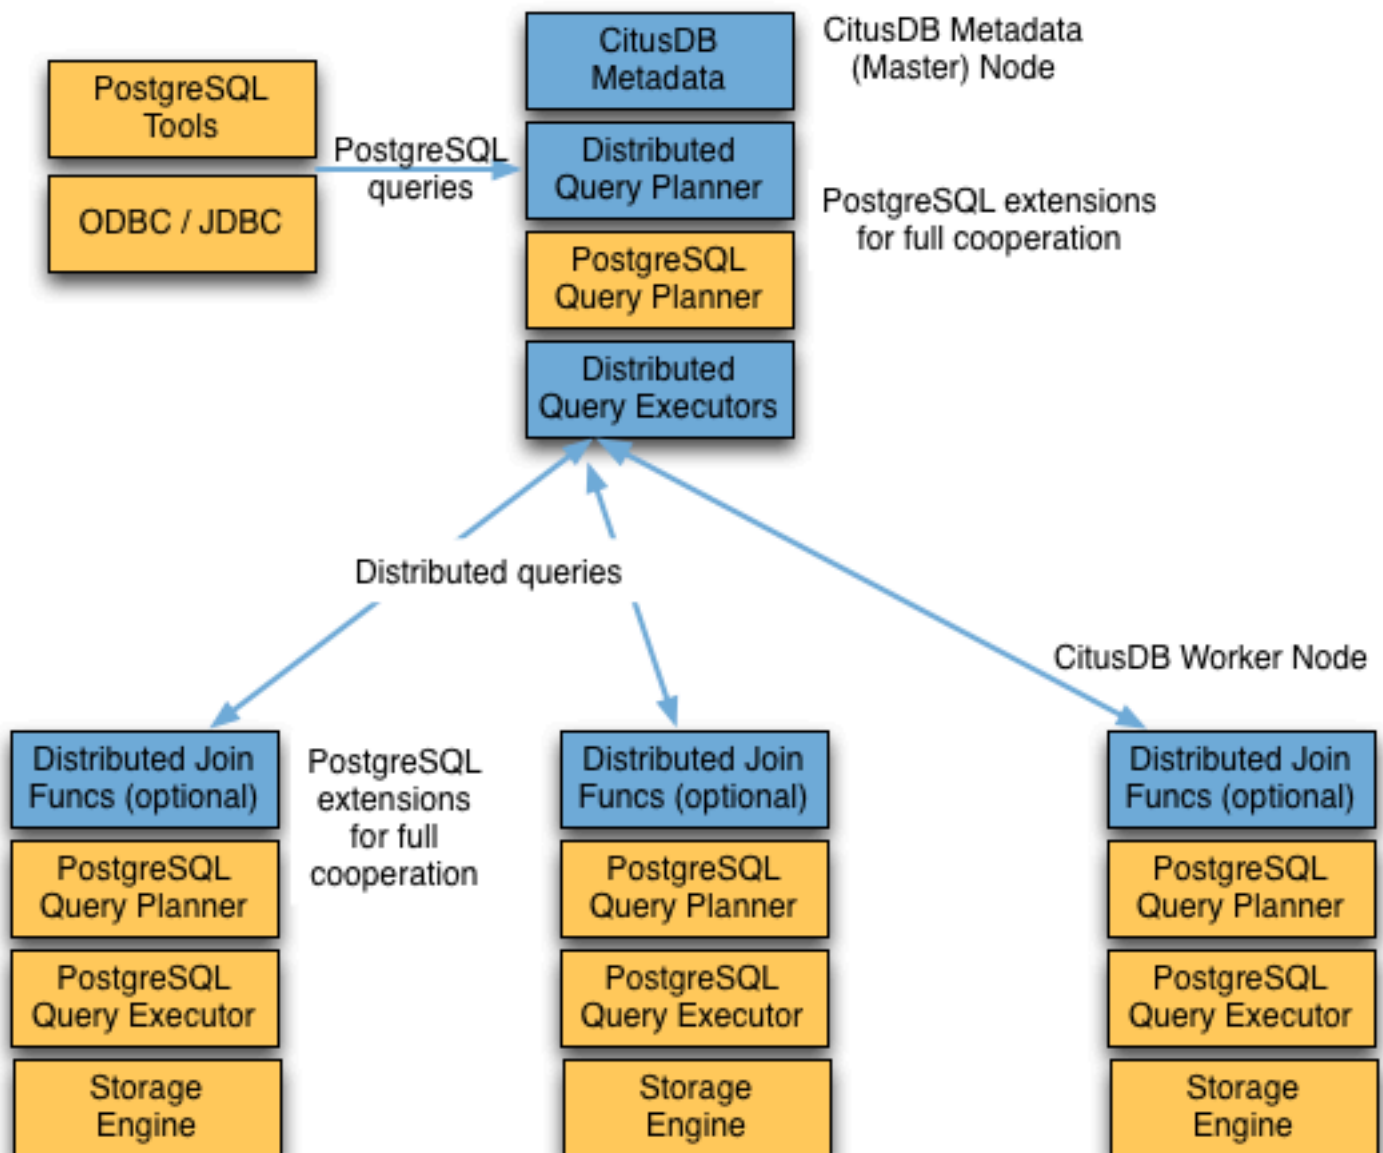 PostgreSQL
Tools
ODBC / JDBC
PostgreSQL
queries
CitusDB
Metadata
Distributed
Query Planner
PostgreSQL
Query Planner
Distributed
Query Executors
CitusDB Metadata
(Master) Node
PostgreSQL extensions
for full cooperation
Distributed queries
CitusDB Worker Node
Distributed Join
Funcs (optional)
PostgreSQL
Query Planner
PostgreSQL
Query Executor
Storage
Engine
PostgreSQL
extensions
for full
cooperation
Distributed Join
Funcs (optional)
PostgreSQL
Query Planner
PostgreSQL
Query Executor
Storage
Engine
Distributed Join
Funcs (optional)
PostgreSQL
Query Planner
PostgreSQL
Query Executor
Storage
Engine